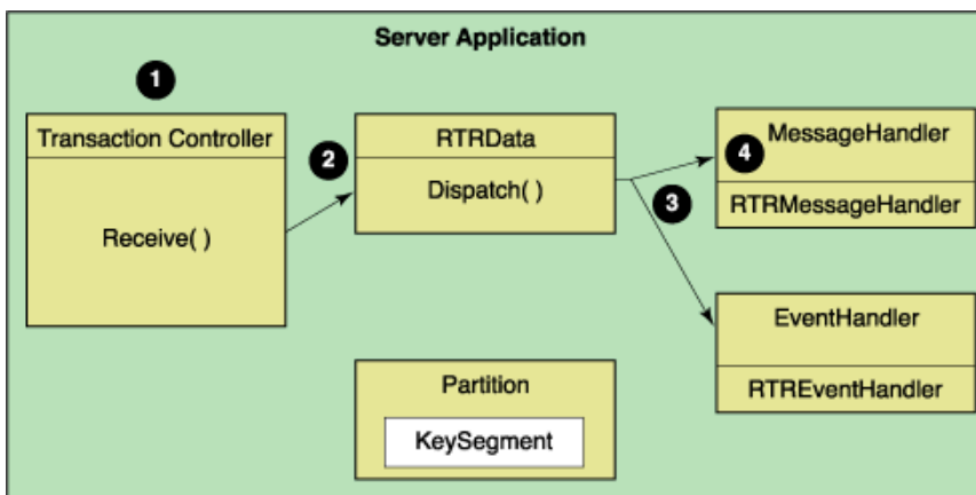 Server Application
1
Transaction Controller
Receive( )
2
RTRData
Dispatch( )
3
4
MessageHandler
RTRMessageHandler
EventHandler
RTREventHandler
Partition
KeySegment